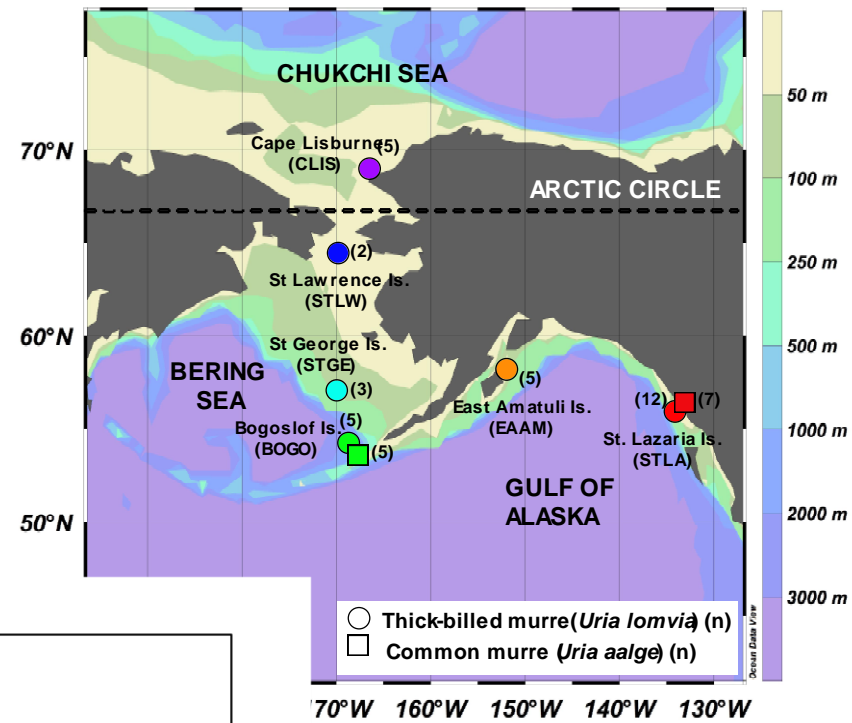 CHUKCHI SEA
50 m
70°N
Cape Lisburne
(5)
(CLIS)
100 m
ARCTIC CIRCLE
(2)
250 m
St Lawrence Is.
(STLW)
60°N
St George Is.
(STGE)
500 m
BERING
SEA
(3)
(5)
(12)
(7)
East Amatuli Is.
(EAAM)
(5)
Bogoslof Is.
(BOGO)
(5)
1000 m
St. Lazaria Is.
(STLA)
GULF OF
ALASKA
2000 m
50°N
3000 m
Thick-billed murre(Uria lomvia) (n)
Common murre (Uria aalge) (n)
Ocean Data View
170°W 160°W 150°W 140°W 130°W